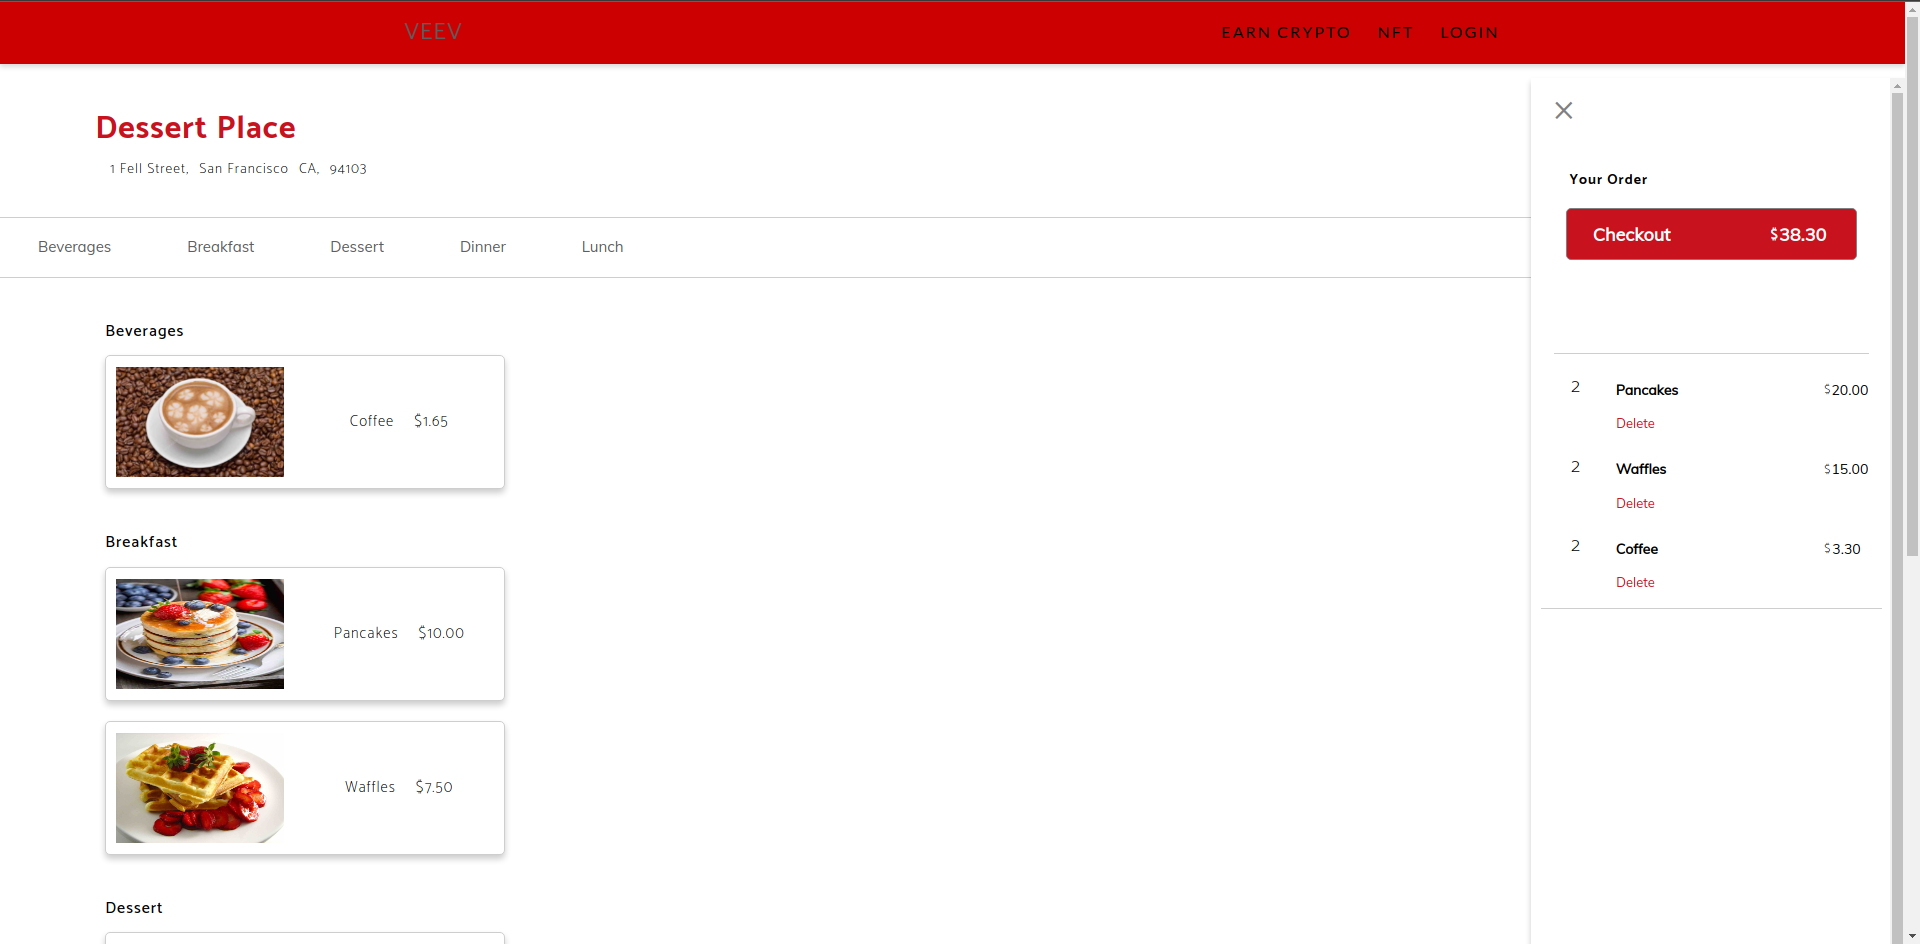 VEEV
EARN CRYPTO NFT LOGIN
Dessert Place
1 Fell Street, San Francisco CA, 94103
Beverages Breakfast Dessert Dinner Lunch
Beverages
Coffee $1.65
Breakfast
Pancakes $10.00
Waffles $7.50
Dessert
Your Order
Checkout $38.30
2 Pancakes $20.00
Delete
2 Waffles $15.00
Delete
2 Coffee $3.30
Delete